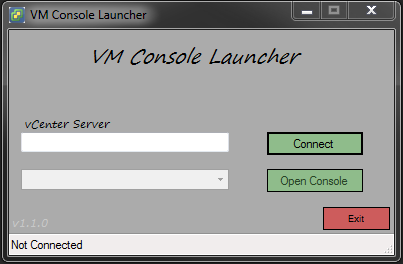 VM Console Launcher
VM Console Launcher
vCenter Server
Connect
Open Console
Exit
v1.1.0
Not Connected